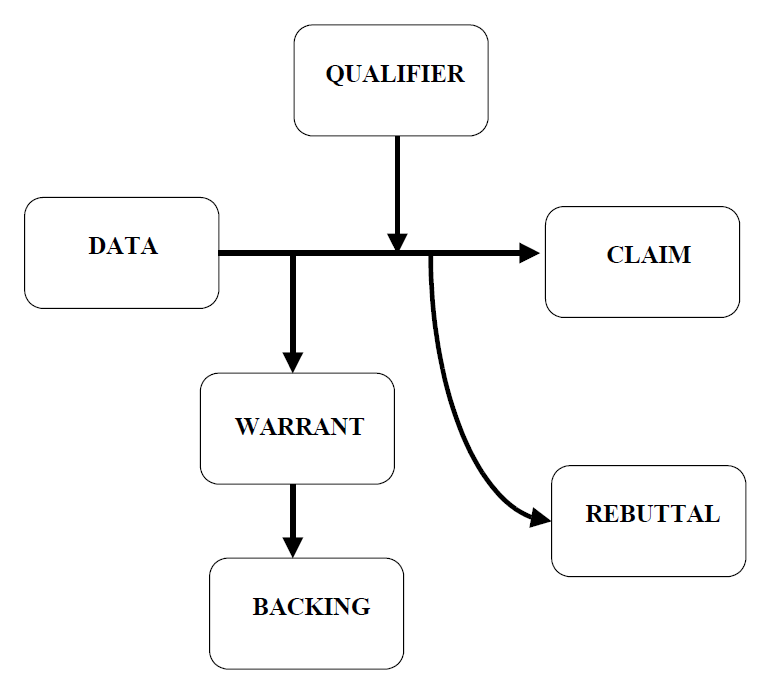 QUALIFIER
DATA
CLAIM
WARRANT
REBUTTAL
BACKING